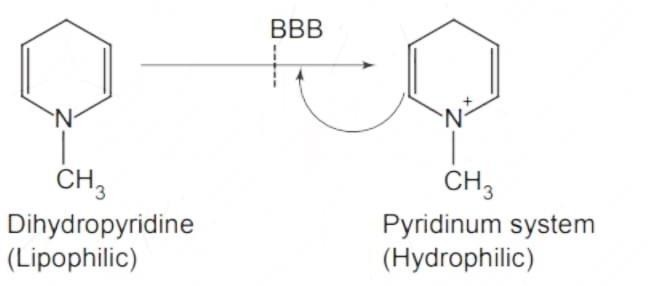 BBB
N
N+
CH3
CH3
Dihydropyridine
(Lipophilic)
Pyridinum system
(Hydrophilic)